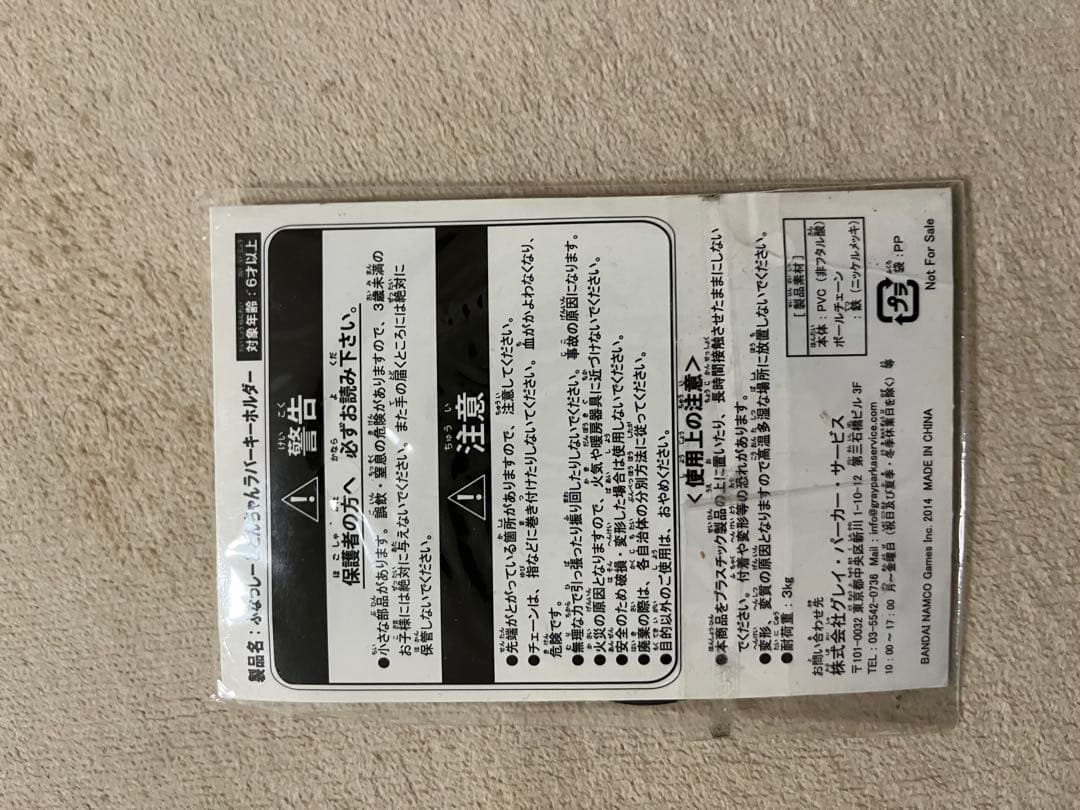 製品名：ふなっしー どんちゃんラバーキーホルダー
対象年齢：6才以上
警告
保護者の方へ 必ずお読み下さい。
●小さな部品があります。誤飲・窒息の危険がありますので、3歳未満の
お子様には絶対に与えないでください。また手の届くところには絶対に
保管しないでください。
注意
●先端がとがっている箇所がありますので、注意してください。
●チェーンは、指などに巻き付けたりしないでください。血がかよわなくなり、
危険です。
●無理な力で引っ張ったり振り回したりしないでください。事故の原因になります。
●火災の原因となりますので、火気や暖房器具に近づけないでください。
●安全のため破損・変形した場合は使用しないでください。
●廃棄の際は、各自治体の分別方法に従ってください。
●目的以外のご使用は、おやめください。
＜使用上の注意＞
●本商品をプラスチック製品の上に置いたり、長時間接触させたままにしない
でください。付着や変形等の恐れがあります。
●変形、変質の原因となりますので高温多湿な場所に放置しないでください。
●耐荷重：3kg
お問い合わせ先
株式会社グレイ・パーカー・サービス
〒101-0032 東京都中央区新川 1-10-12 第三石橋ビル 3F
TEL：03-5542-0736 Mail：info@greyparkaservice.com
10：00～17：00 月～金曜日（祝日及び夏季・冬季休業日を除く）等
BANDAI NAMCO Games Inc. 2014 MADE IN CHINA
[製品素材]
本体：PVC（非フタル酸）
ボールチェーン
：鉄（ニッケルメッキ）
プラ
袋：PP
Not For Sale